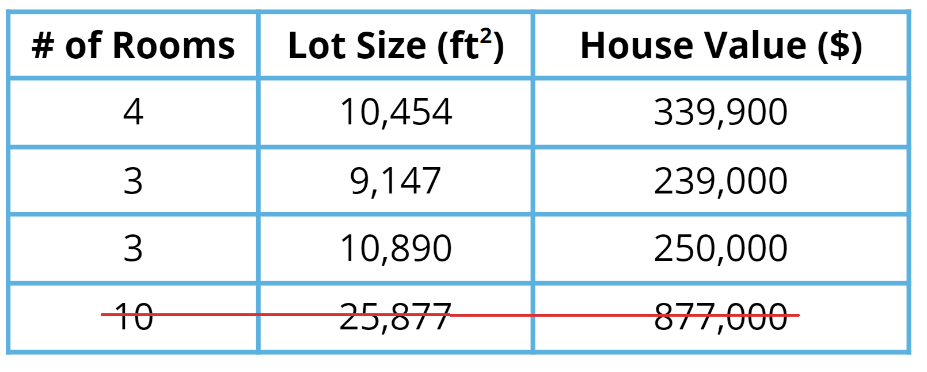 # of Rooms Lot Size (ft²) House Value ($)
4 10,454 339,900
3 9,147 239,000
3 10,890 250,000
10 25,877 877,000